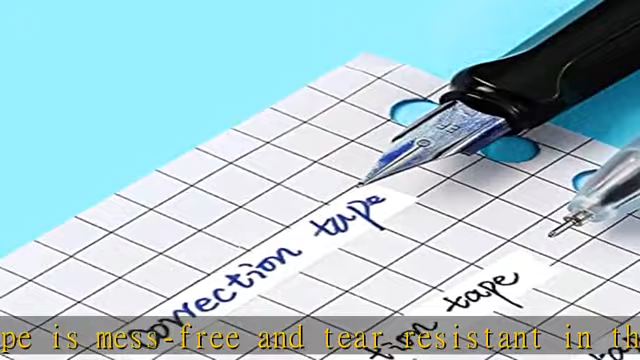 correction tape
tape
pe is mess-free and tear resistant in th